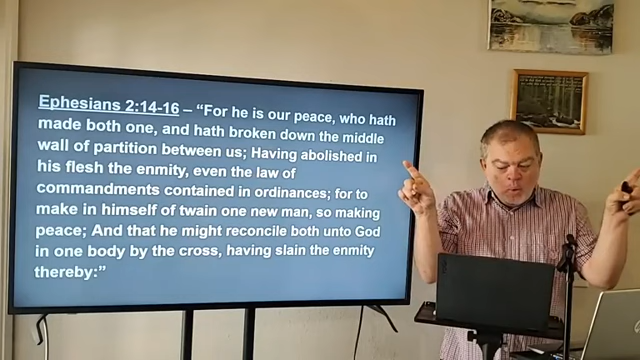 Ephesians 2:14-16 – “For he is our peace, who hath
made both one, and hath broken down the middle
wall of partition between us; Having abolished in
his flesh the enmity, even the law of
commandments contained in ordinances; for to
make in himself of twain one new man, so making
peace; And that he might reconcile both unto God
in one body by the cross, having slain the enmity
thereby:”